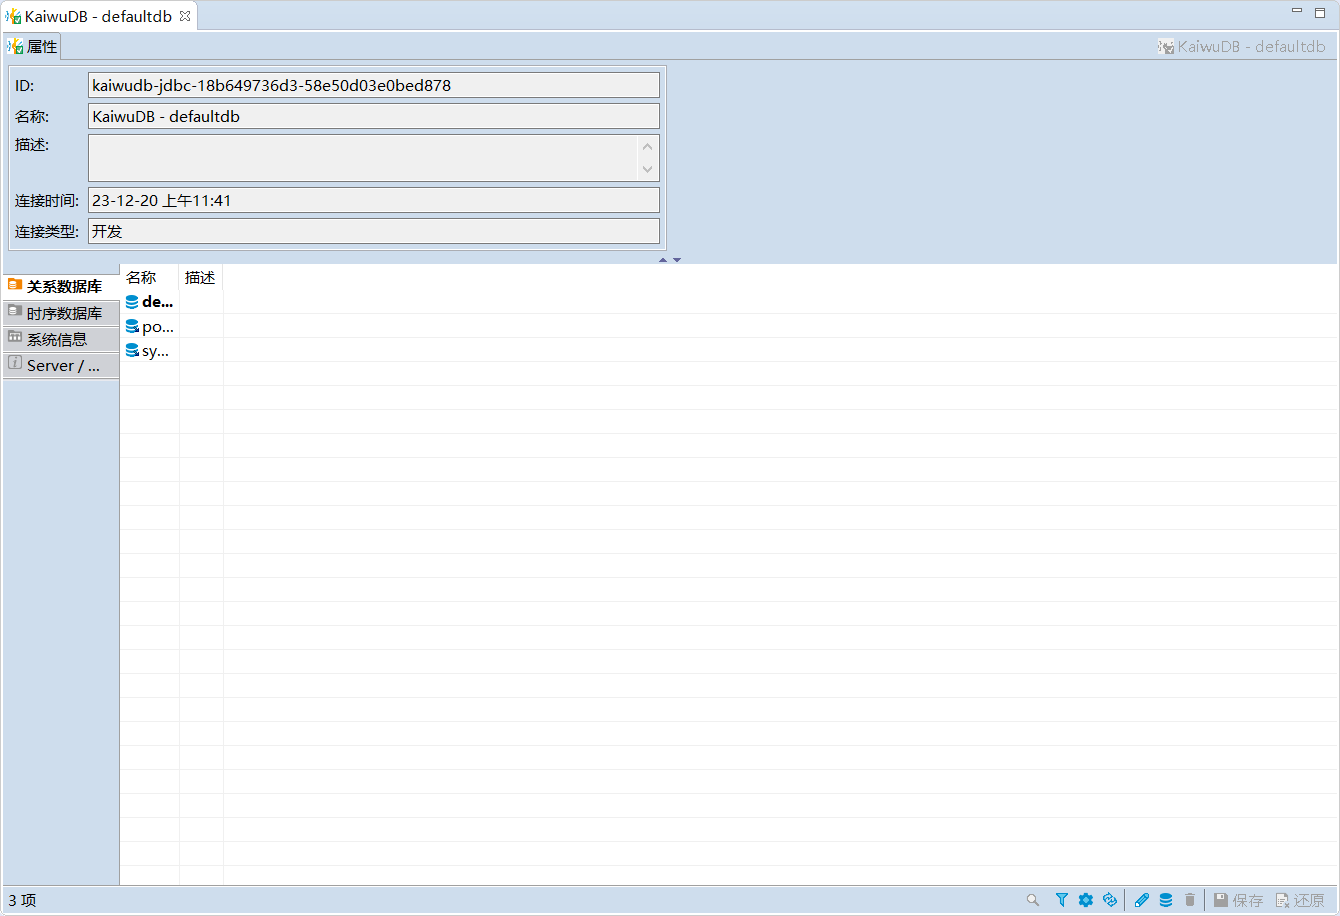 KaiwuDB - defaultdb
属性
KaiwuDB - defaultdb
ID:
kaiwudb-jdbc-18b649736d3-58e50d03e0bed878
名称:
KaiwuDB - defaultdb
描述:
连接时间:
23-12-20 上午11:41
连接类型:
开发
关系数据库
时序数据库
系统信息
Server / ...
名称 描述
de...
po...
sy...
3 项
保存
还原